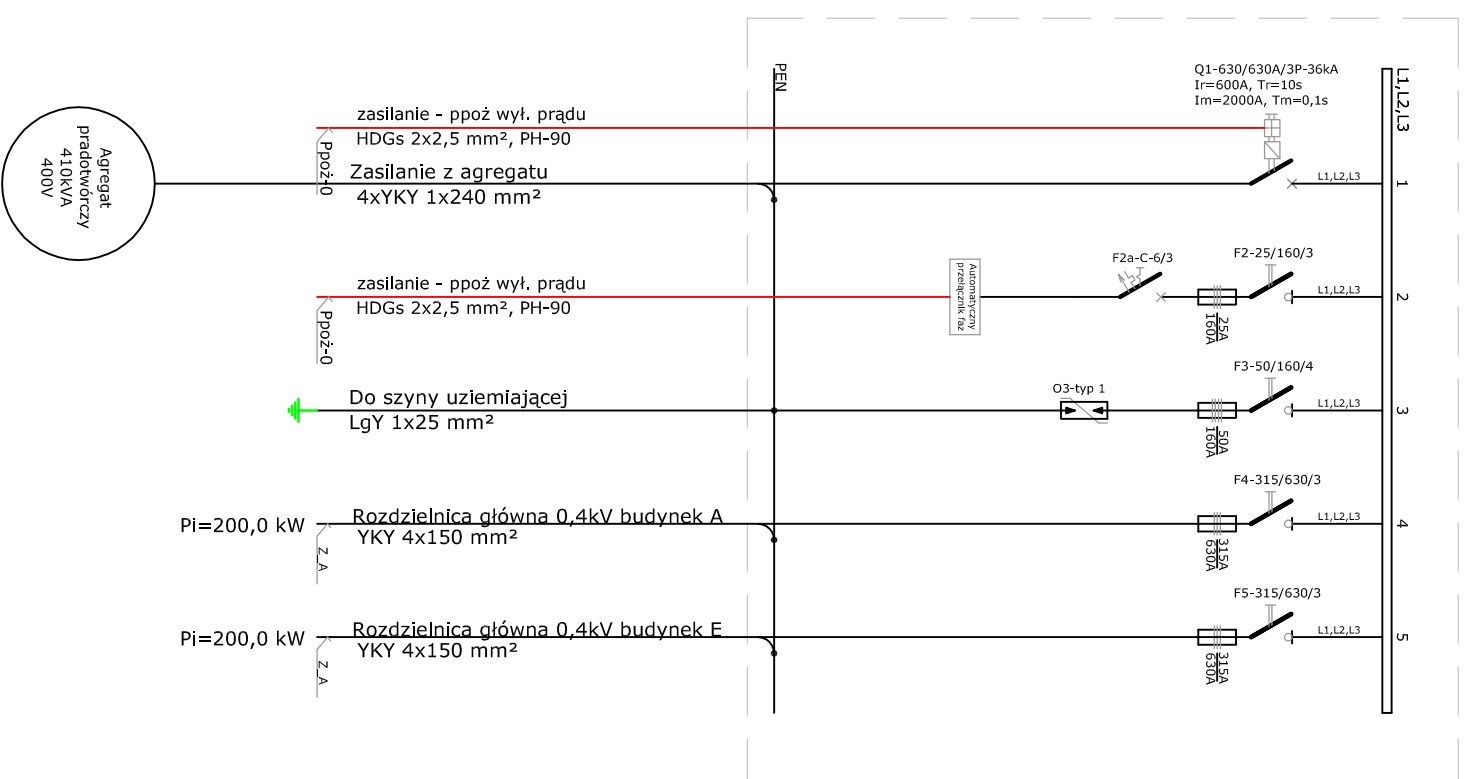 Agregat
pradotwórczy
410kVA
400V
PEN
Q1-630/630A/3P-36kA
Ir=600A, Tr=10s
Im=2000A, Tm=0,1s
L1,L2,L3
zasilanie - ppoż wył. prądu
HDGs 2x2,5 mm², PH-90
Ppoż-0
Zasilanie z agregatu
4xYKY 1x240 mm²
L1,L2,L3
1
zasilanie - ppoż wył. prądu
HDGs 2x2,5 mm², PH-90
Ppoż-0
Automatyczny
przełącznik faz
F2a-C-6/3
F2-25/160/3
25A
160A
L1,L2,L3
2
Do szyny uziemiającej
LgY 1x25 mm²
O3-typ 1
F3-50/160/4
50A
160A
L1,L2,L3
3
Pi=200,0 kW
Rozdzielnica główna 0,4kV budynek A
YKY 4x150 mm²
Z_A
F4-315/630/3
315A
630A
L1,L2,L3
4
Pi=200,0 kW
Rozdzielnica główna 0,4kV budynek E
YKY 4x150 mm²
Z_A
F5-315/630/3
315A
630A
L1,L2,L3
5